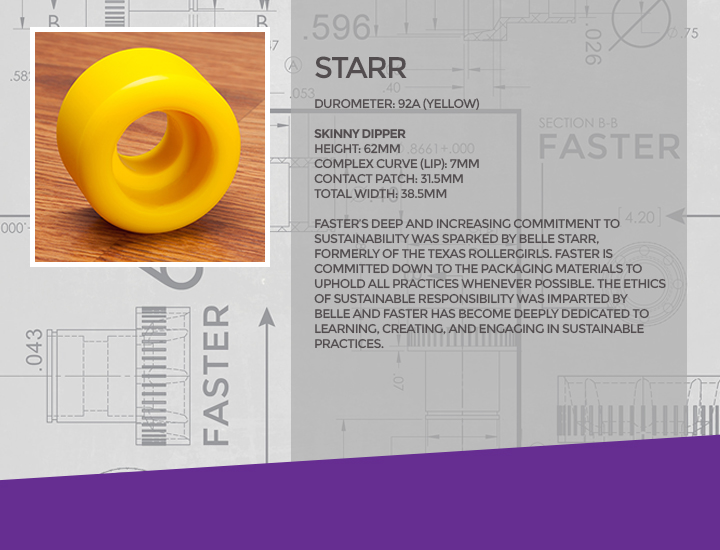 B
B
.596
.026
.75
.053
.40
A
STARR
DUROMETER: 92A (YELLOW)
SECTION B-B
FASTER
SKINNY DIPPER
HEIGHT: 62MM
.8661+.000
COMPLEX CURVE (LIP): 7MM
CONTACT PATCH: 31.5MM
TOTAL WIDTH: 38.5MM
[4.20]
FASTER'S DEEP AND INCREASING COMMITMENT TO
SUSTAINABILITY WAS SPARKED BY BELLE STARR,
FORMERLY OF THE TEXAS ROLLERGIRLS. FASTER IS
COMMITTED DOWN TO THE PACKAGING MATERIALS TO
UPHOLD ALL PRACTICES WHENEVER POSSIBLE. THE ETHICS
OF SUSTAINABLE RESPONSIBILITY WAS IMPARTED BY
BELLE AND FASTER HAS BECOME DEEPLY DEDICATED TO
LEARNING, CREATING, AND ENGAGING IN SUSTAINABLE
PRACTICES.
.043
FASTER
.07